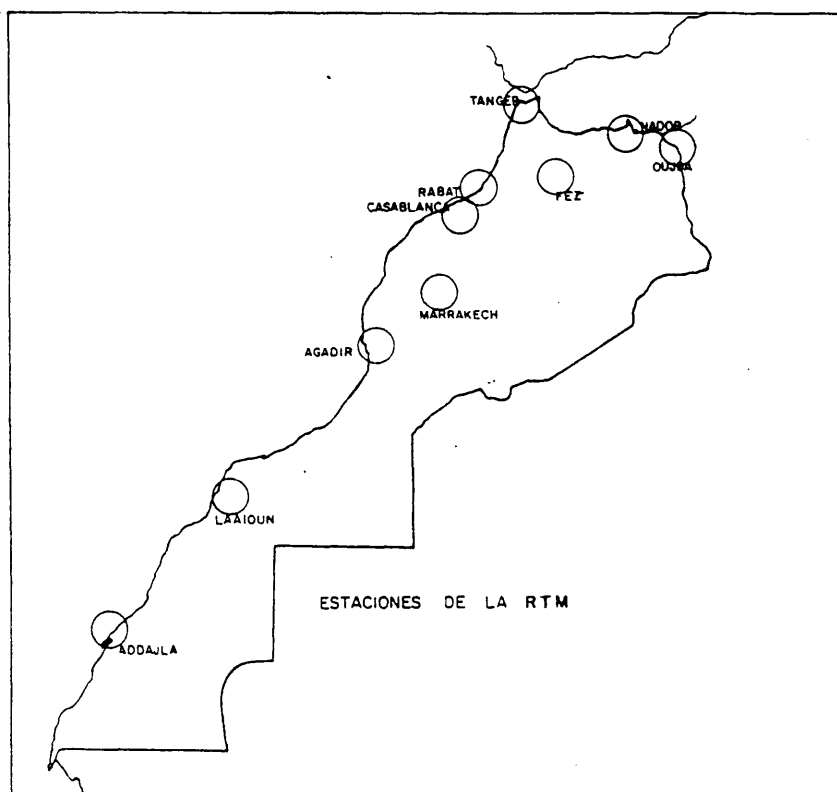 TANGER
NADOR
OUJDA
RABAT
FEZ
CASABLANCA
MARRAKECH
AGADIR
LAAIOUN
ESTACIONES DE LA RTM
ADDAJLA